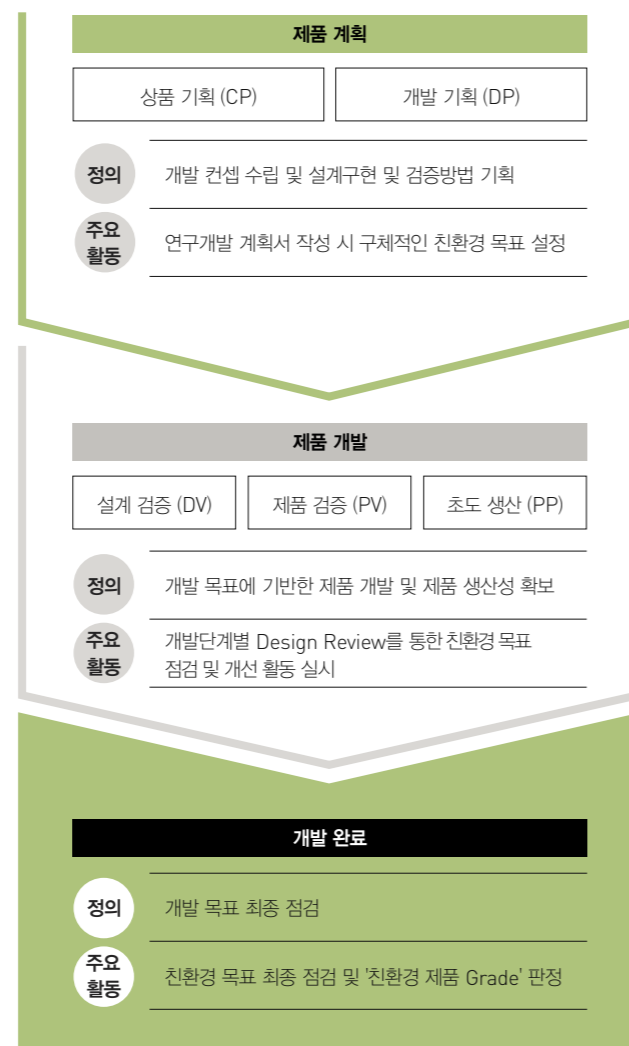 제품 계획
상품 기획 (CP)
개발 기획 (DP)
정의
개발 컨셉 수립 및 설계구현 및 검증방법 기획
주요
활동
연구개발 계획서 작성 시 구체적인 친환경 목표 설정
제품 개발
설계 검증 (DV)
제품 검증 (PV)
초도 생산 (PP)
정의
개발 목표에 기반한 제품 개발 및 제품 생산성 확보
주요
활동
개발단계별 Design Review를 통한 친환경 목표
점검 및 개선 활동 실시
개발 완료
정의
개발 목표 최종 점검
주요
활동
친환경 목표 최종 점검 및 '친환경 제품 Grade' 판정